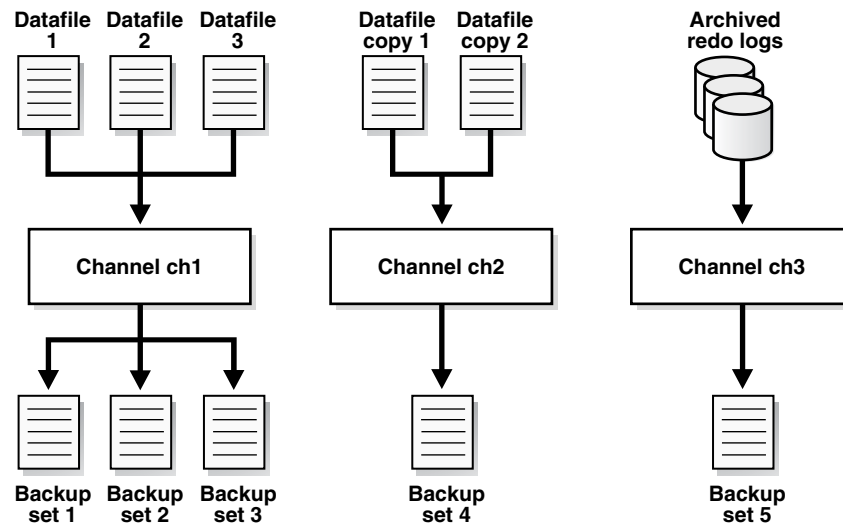 Datafile
1
Datafile
2
Datafile
3
Datafile
copy 1
Datafile
copy 2
Archived
redo logs
Channel ch1
Channel ch2
Channel ch3
Backup
set 1
Backup
set 2
Backup
set 3
Backup
set 4
Backup
set 5